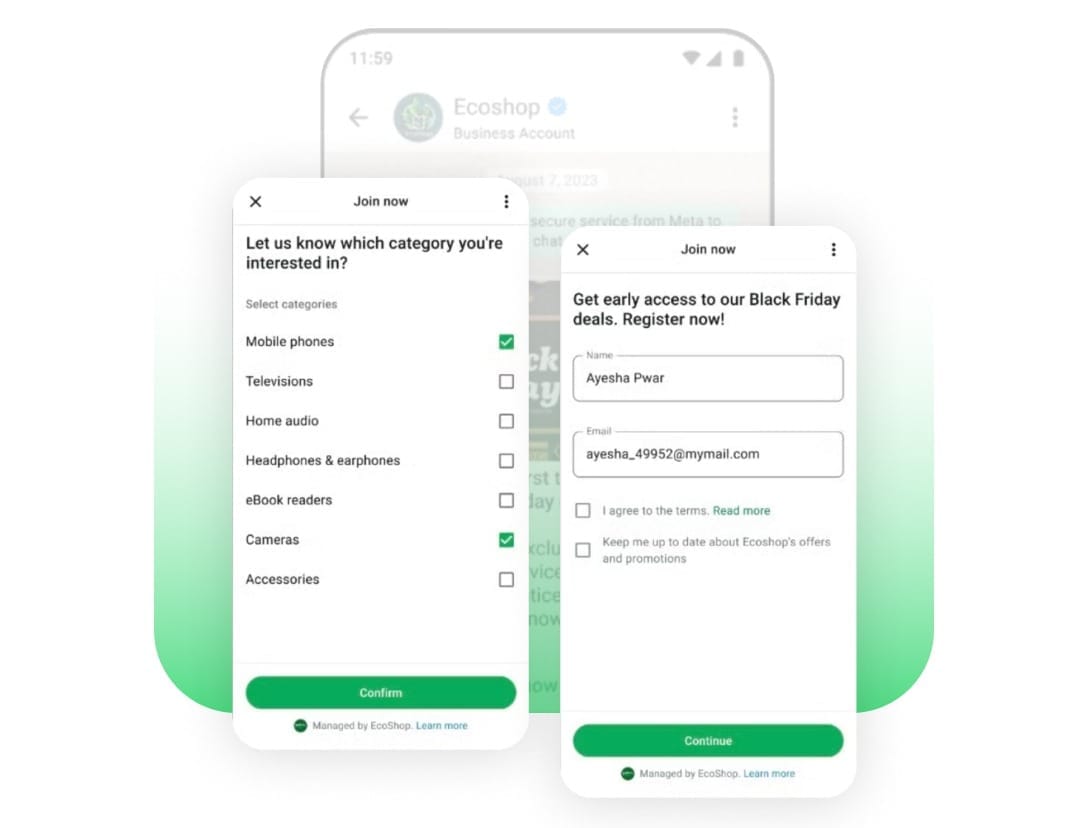 11:59
Ecoshop
Business Account
August 7, 2023
secure service from Meta to
chat
Join now
Let us know which category you're
interested in?
Select categories
Mobile phones
Televisions
Home audio
Headphones & earphones
eBook readers
Cameras
Accessories
Confirm
Managed by EcoShop. Learn more
Join now
Get early access to our Black Friday
deals. Register now!
Name
Ayesha Pwar
Email
ayesha_49952@mymail.com
I agree to the terms. Read more
Keep me up to date about Ecoshop's offers
and promotions
Continue
Managed by EcoShop. Learn more